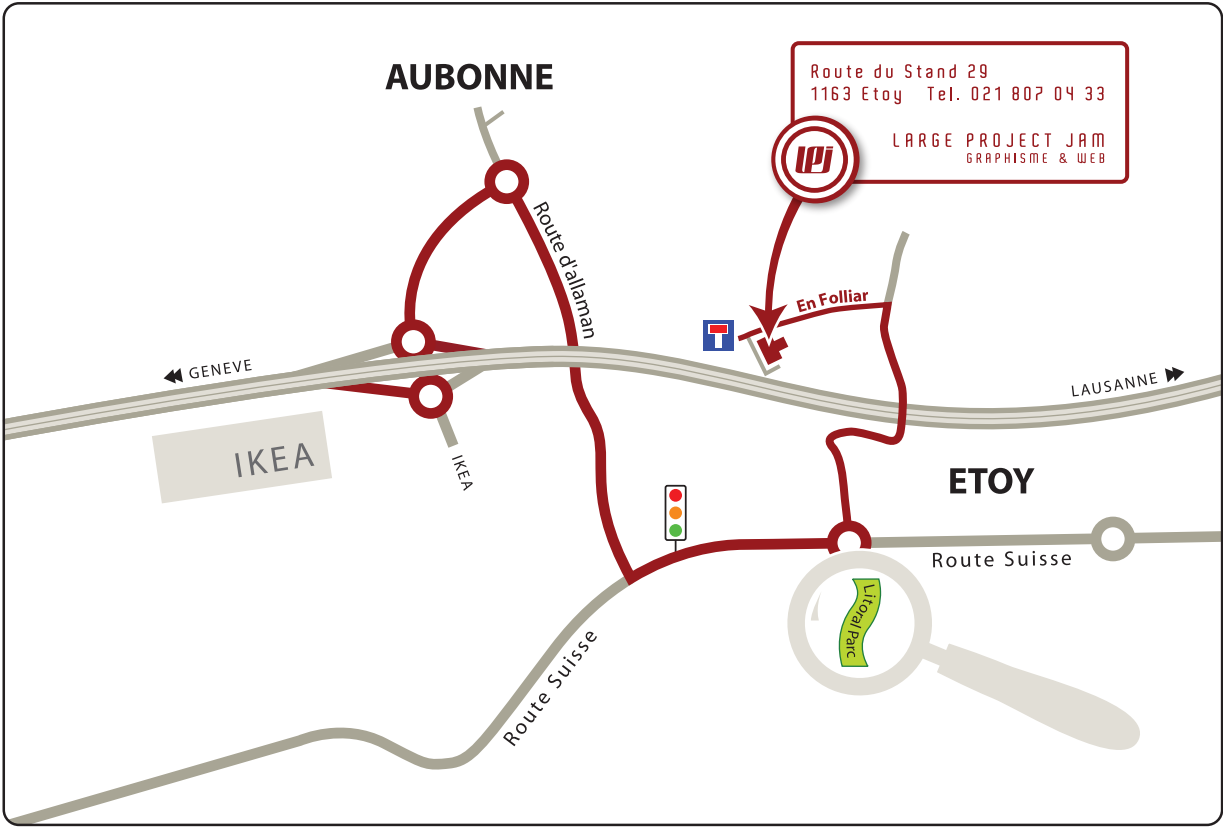 AUBONNE
Route du Stand 29
1163 Etoy Tel. 021 807 04 33
LARGE PROJECT JAM
GRAPHISME & WEB
LPJ
Route d'allaman
En Folliar
GENEVE
LAUSANNE
IKEA
IKEA
ETOY
Route Suisse
Litoral Parc
Route Suisse